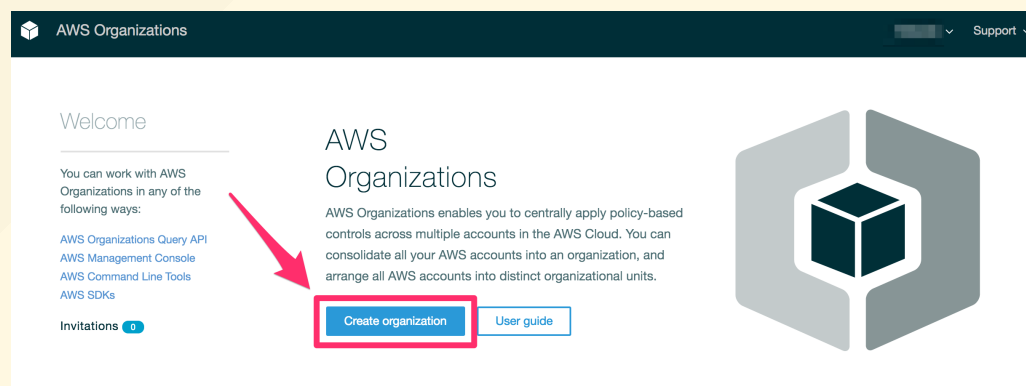 AWS Organizations
Support
Welcome
You can work with AWS
Organizations in any of the
following ways:
AWS Organizations Query API
AWS Management Console
AWS Command Line Tools
AWS SDKs
Invitations 0
AWS
Organizations
AWS Organizations enables you to centrally apply policy-based
controls across multiple accounts in the AWS Cloud. You can
consolidate all your AWS accounts into an organization, and
arrange all AWS accounts into distinct organizational units.
Create organization
User guide